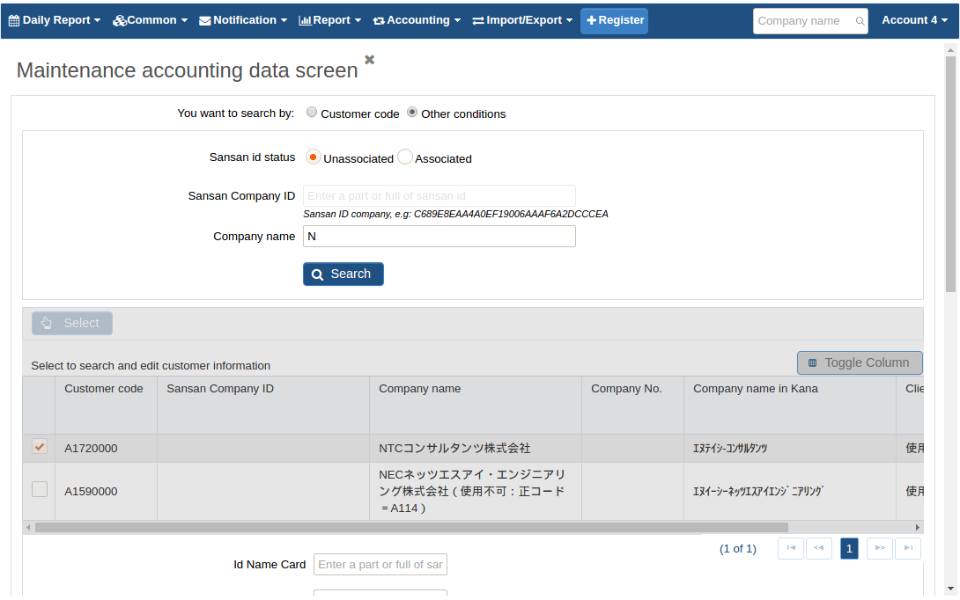 Daily Report Common Notification Report Accounting Import/Export Register Company name Account 4
Maintenance accounting data screen
You want to search by: Customer code Other conditions
Sansan id status Unassociated Associated
Sansan Company ID Enter a part or full of sansan id
Sansan ID company, e.g: C689E8EAA4A0EF19006AAAF6A2DCCCEA
Company name N
Search
Select
Select to search and edit customer information Toggle Column
Customer code Sansan Company ID Company name Company No. Company name in Kana Clie
A1720000 NTCコンサルタンツ株式会社 ｴﾇﾃｲｼ-ｺﾝｻﾙﾀﾝﾂ 使用
NECネッツエスアイ・エンジニアリ
A1590000 ング株式会社（使用不可：正コード ｴﾇｲｰｼｰﾈｯﾂｴｽｱｲｴﾝｼﾞﾆｱﾘﾝｸﾞ 使用
＝A114）
(1 of 1) 1
Id Name Card Enter a part or full of sar